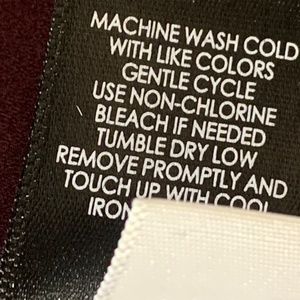 MACHINE WASH COLD
WITH LIKE COLORS
GENTLE CYCLE
USE NON-CHLORINE
BLEACH IF NEEDED
TUMBLE DRY LOW
REMOVE PROMPTLY AND
TOUCH UP WITH COOL
IRON